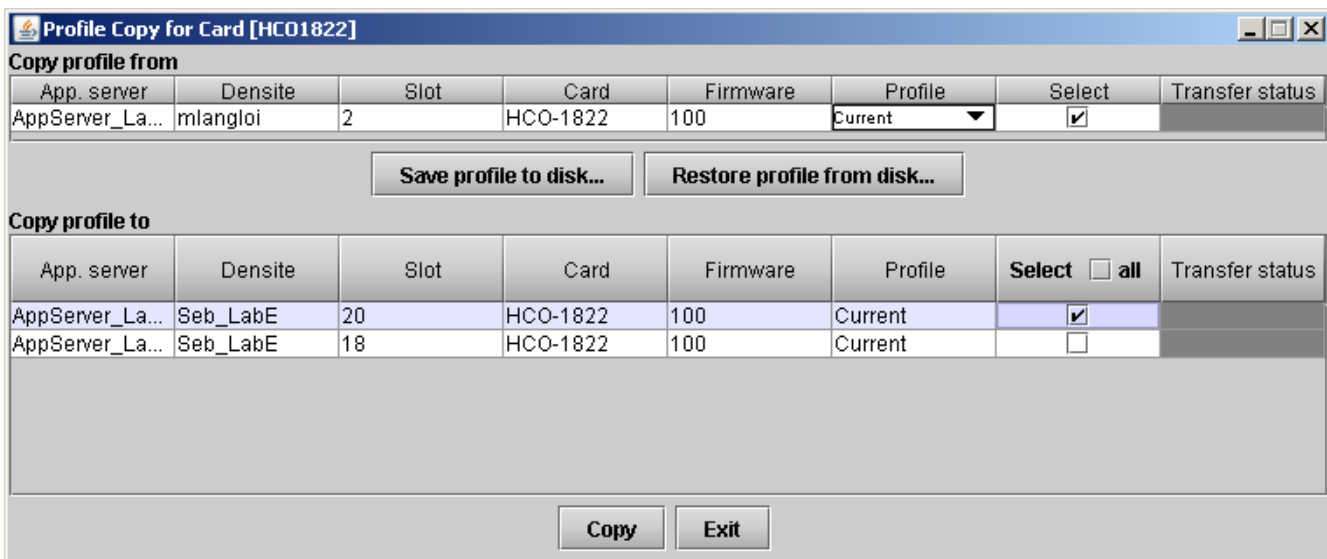 Profile Copy for Card [HCO1822]
Copy profile from
App. server Densite Slot Card Firmware Profile Select Transfer status
AppServer_La... mlangloi 2 HCO-1822 100 Current
Save profile to disk... Restore profile from disk...
Copy profile to
App. server Densite Slot Card Firmware Profile Select all Transfer status
AppServer_La... Seb_LabE 20 HCO-1822 100 Current
AppServer_La... Seb_LabE 18 HCO-1822 100 Current
Copy Exit